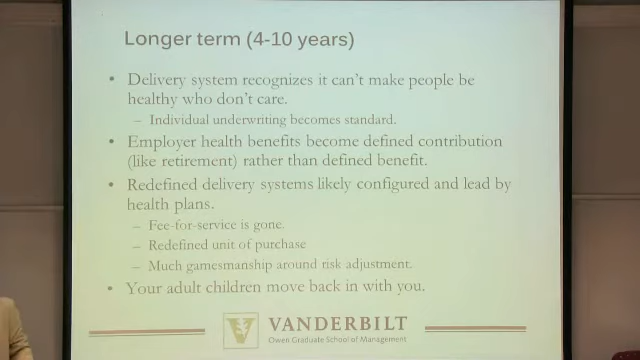 Longer term (4-10 years)
• Delivery system recognizes it can't make people be
healthy who don't care.
– Individual underwriting becomes standard.
• Employer health benefits become defined contribution
(like retirement) rather than defined benefit.
• Redefined delivery systems likely configured and lead by
health plans.
– Fee-for-service is gone.
– Redefined unit of purchase
– Much gamesmanship around risk adjustment.
• Your adult children move back in with you.
V
VANDERBILT
Owen Graduate School of Management